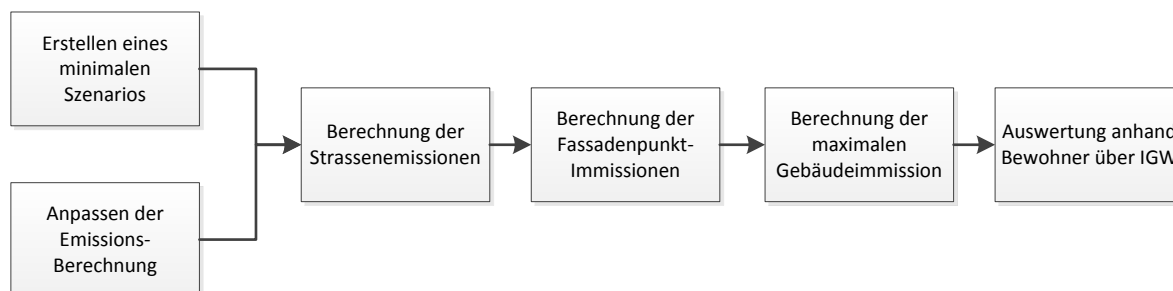 Erstellen eines
minimalen
Szenarios
Anpassen der
Emissions-
Berechnung
Berechnung der
Strassenemissionen
Berechnung der
Fassadenpunkt-
Immissionen
Berechnung der
maximalen
Gebäudeimmission
Auswertung anhand
Bewohner über IGW